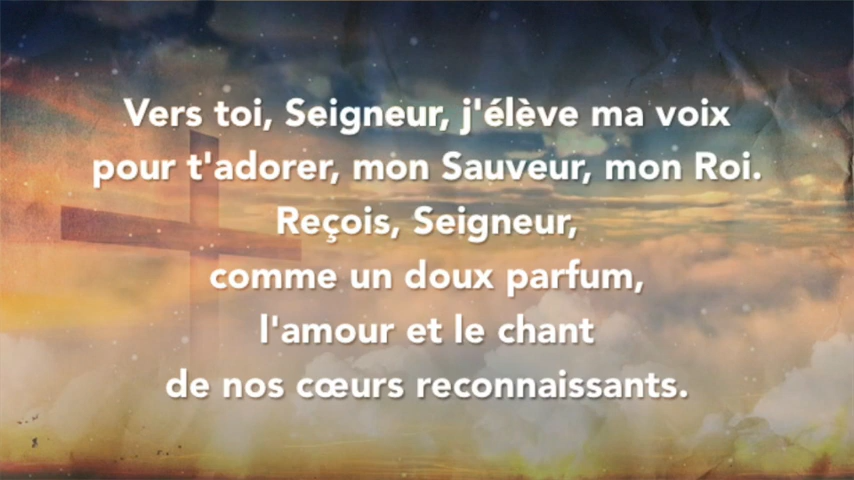 Vers toi, Seigneur, j'élève ma voix
pour t'adorer, mon Sauveur, mon Roi.
Reçois, Seigneur,
comme un doux parfum,
l'amour et le chant
de nos cœurs reconnaissants.